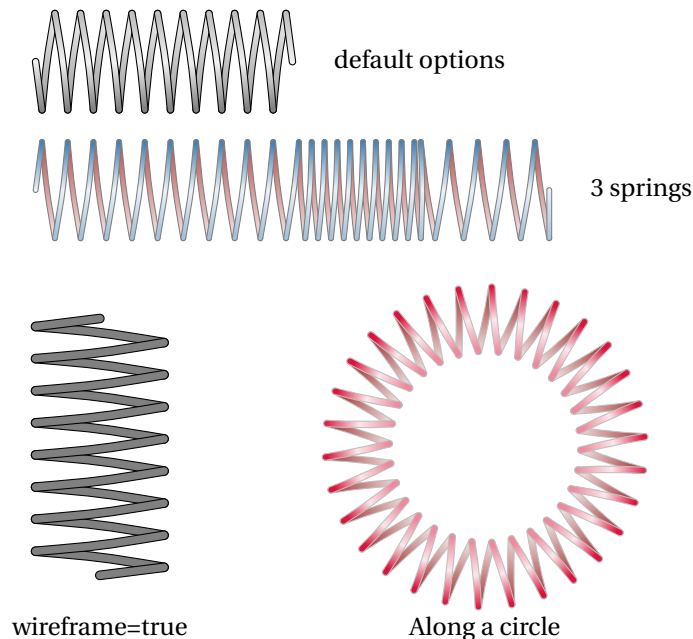 default options
3 springs
wireframe=true
Along a circle